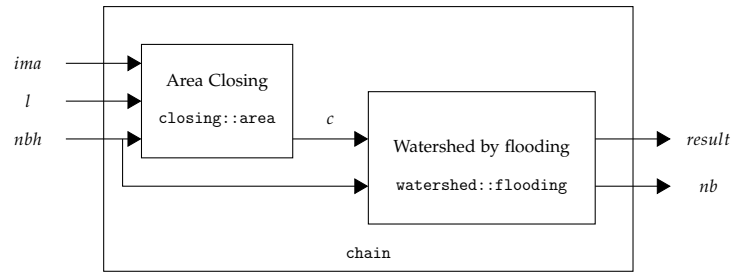 ima
l
nbh
Area Closing
closing::area
c
Watershed by flooding
watershed::flooding
result
nb
chain